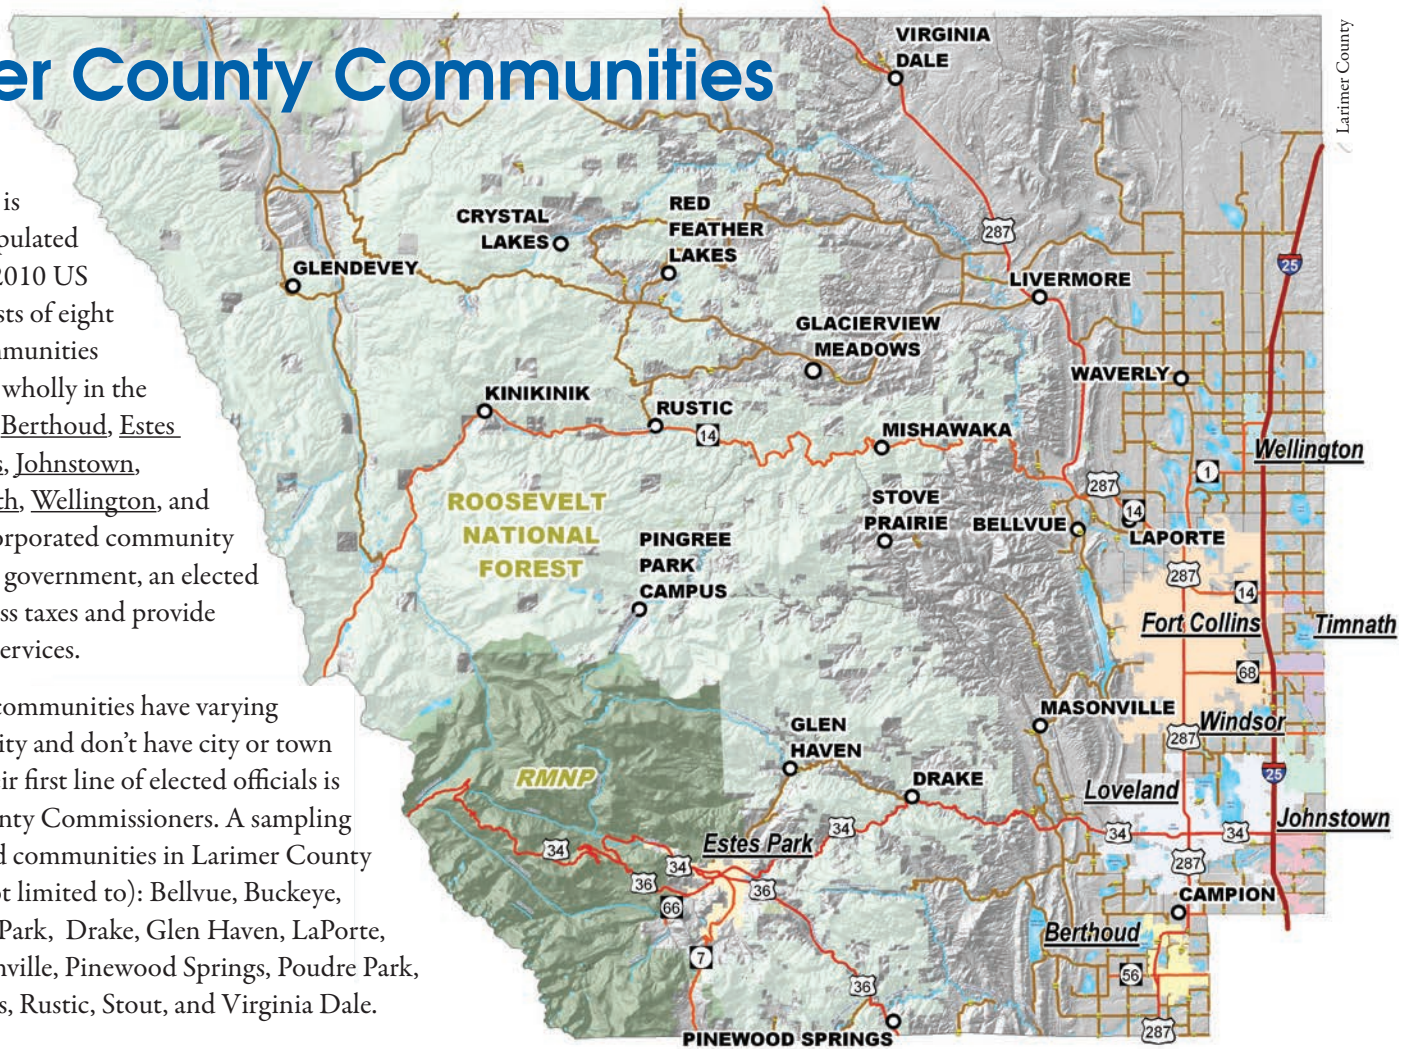 er County Communities
is
pulated
2010 US
sts of eight
mmunities
wholly in the
Berthoud, Estes
s, Johnstown,
th, Wellington, and
orporated community
government, an elected
ss taxes and provide
ervices.
communities have varying
ity and don't have city or town
eir first line of elected officials is
nty Commissioners. A sampling
d communities in Larimer County
ot limited to): Bellvue, Buckeye,
Park, Drake, Glen Haven, LaPorte,
nville, Pinewood Springs, Poudre Park,
s, Rustic, Stout, and Virginia Dale.
Larimer County
VIRGINIA
DALE
CRYSTAL
LAKES
RED
FEATHER
LAKES
287
25
GLENDEVEY
LIVERMORE
GLACIERVIEW
MEADOWS
WAVERLY
KINIKINIK
RUSTIC
14
MISHAWAKA
Wellington
1
287
ROOSEVELT
NATIONAL
FOREST
STOVE
PRAIRIE
BELLVUE
14
LAPORTE
PINGREE
PARK
CAMPUS
287
14
Fort Collins
Timnath
68
MASONVILLE
Windsor
287
GLEN
HAVEN
RMNP
DRAKE
25
Loveland
Johnstown
34
34
34
Estes Park
34
34
36
36
66
287
CAMPION
Berthoud
7
56
36
287
PINEWOOD SPRINGS